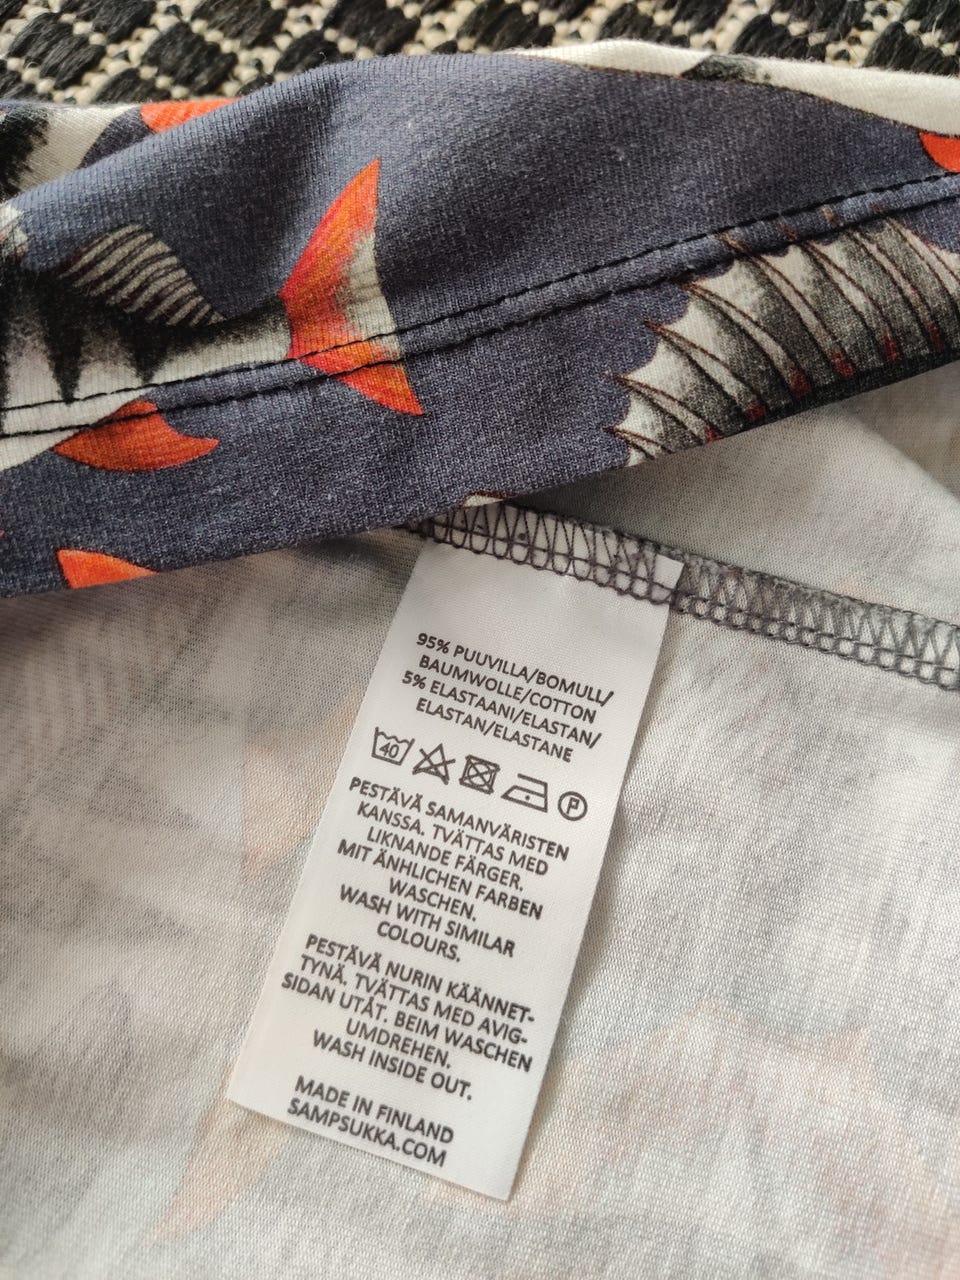 95% PUUVILLA/BOMULL/
BAUMWOLLE/COTTON
5% ELASTAANI/ELASTAN/
ELASTAN/ELASTANE
40 P
PESTÄVÄ SAMANVÄRISTEN
KANSSA. TVÄTTAS MED
LIKNANDE FÄRGER.
MIT ÄNHLICHEN FARBEN
WASCHEN.
WASH WITH SIMILAR
COLOURS.
PESTÄVÄ NURIN KÄÄNNET-
TYNÄ. TVÄTTAS MED AVIG-
SIDAN UTÅT. BEIM WASCHEN
UMDREHEN.
WASH INSIDE OUT.
MADE IN FINLAND
SAMPSUKKA.COM